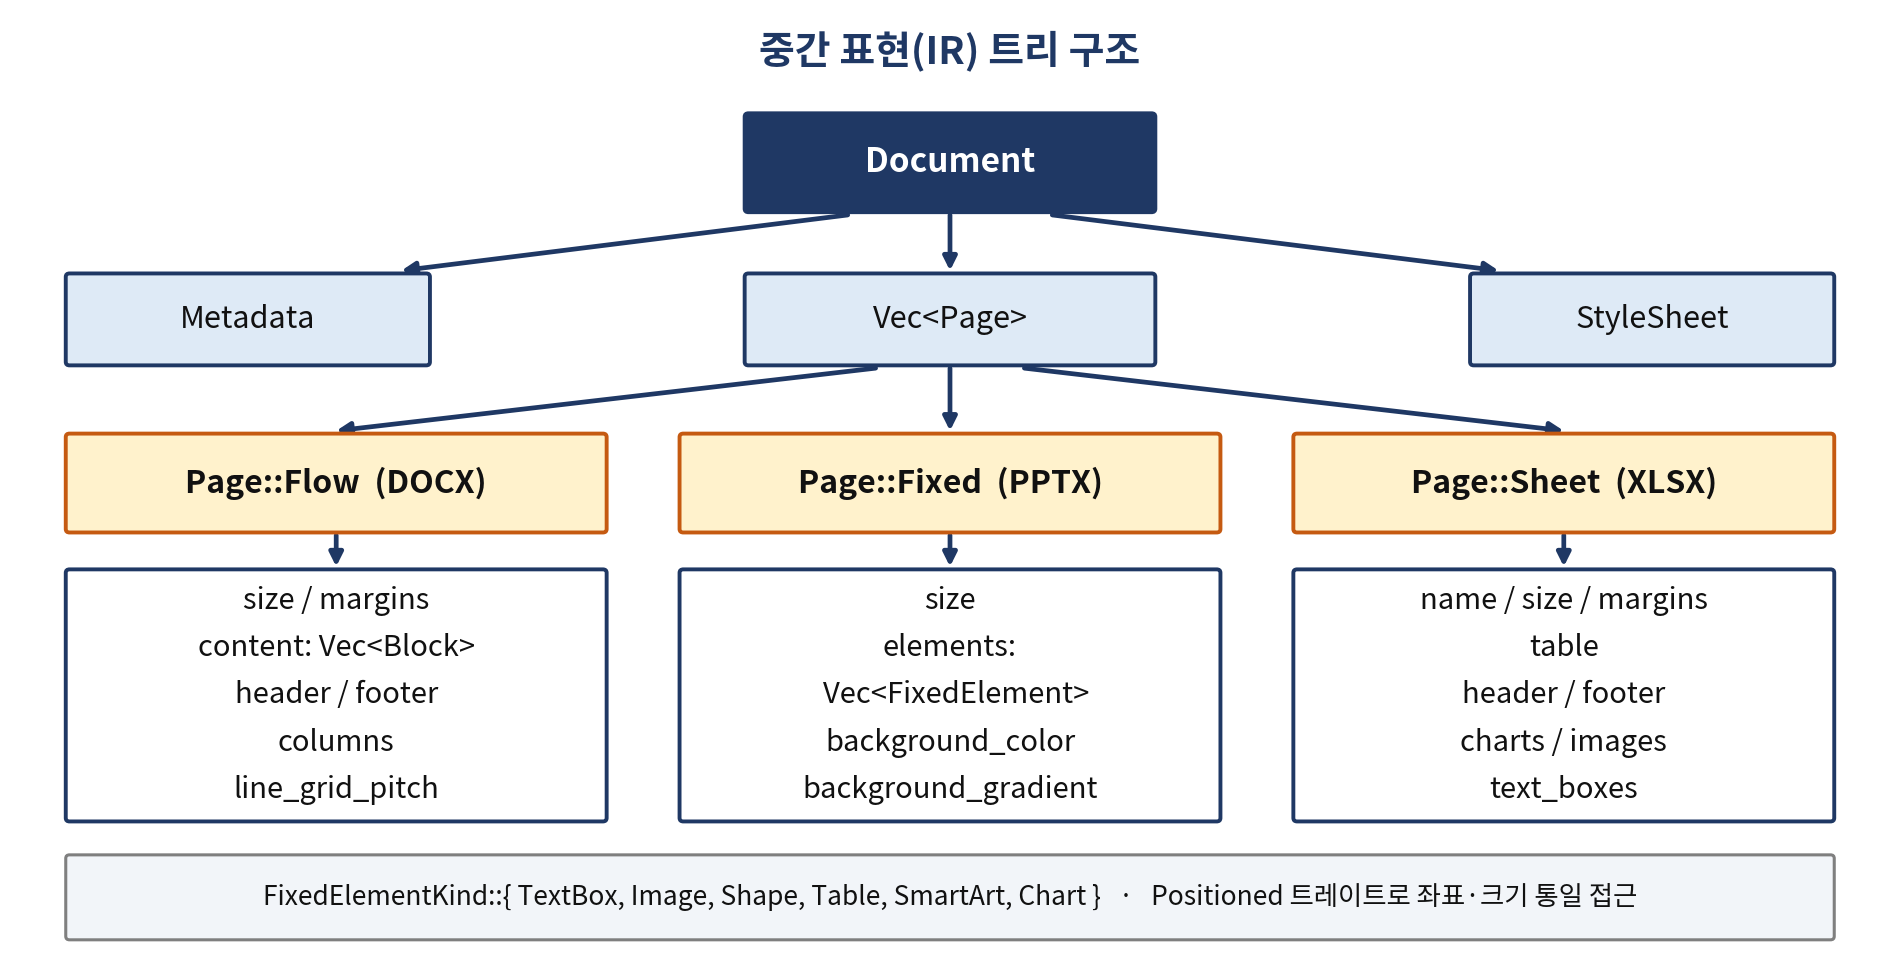 중간 표현(IR) 트리 구조
Document
Metadata
Vec<Page>
StyleSheet
Page::Flow (DOCX)
Page::Fixed (PPTX)
Page::Sheet (XLSX)
size / margins
content: Vec<Block>
header / footer
columns
line_grid_pitch
size
elements:
Vec<FixedElement>
background_color
background_gradient
name / size / margins
table
header / footer
charts / images
text_boxes
FixedElementKind::{ TextBox, Image, Shape, Table, SmartArt, Chart } · Positioned 트레이트로 좌표·크기 통일 접근